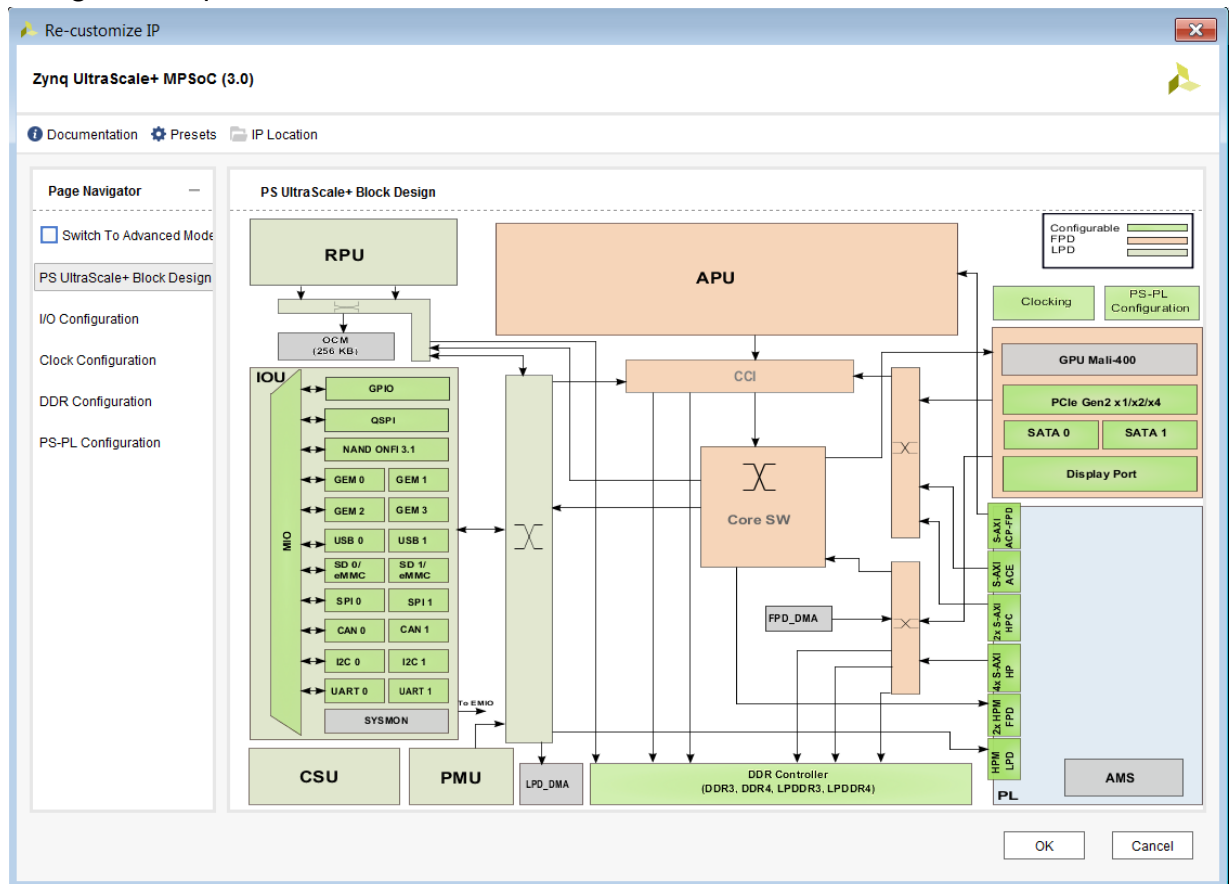 Re-customize IP
Zynq UltraScale+ MPSoC (3.0)
Documentation Presets IP Location
Page Navigator
Switch To Advanced Mode
PS UltraScale+ Block Design
I/O Configuration
Clock Configuration
DDR Configuration
PS-PL Configuration
PS UltraScale+ Block Design
Configurable
FPD
LPD
RPU
APU
Clocking
PS-PL
Configuration
OCM
(256 KB)
CCI
GPU Mali-400
PCIe Gen2 x1/x2/x4
SATA 0 SATA 1
Display Port
IOU
MIO
GPIO
QSPI
NAND ONFI 3.1
GEM 0 GEM 1
GEM 2 GEM 3
USB 0 USB 1
SD 0/
eMMC
SD 1/
eMMC
SPI 0 SPI 1
CAN 0 CAN 1
I2C 0 I2C 1
UART 0 UART 1
SYSMON
To EMIO
Core SW
FPD_DMA
S-AXI
ACP-FPD
S-AXI
ACE
2x S-AXI
HPC
4x S-AXI
HP
2x HPM
FPD
HPM
LPD
CSU
PMU
LPD_DMA
DDR Controller
(DDR3, DDR4, LPDDR3, LPDDR4)
AMS
PL
OK Cancel